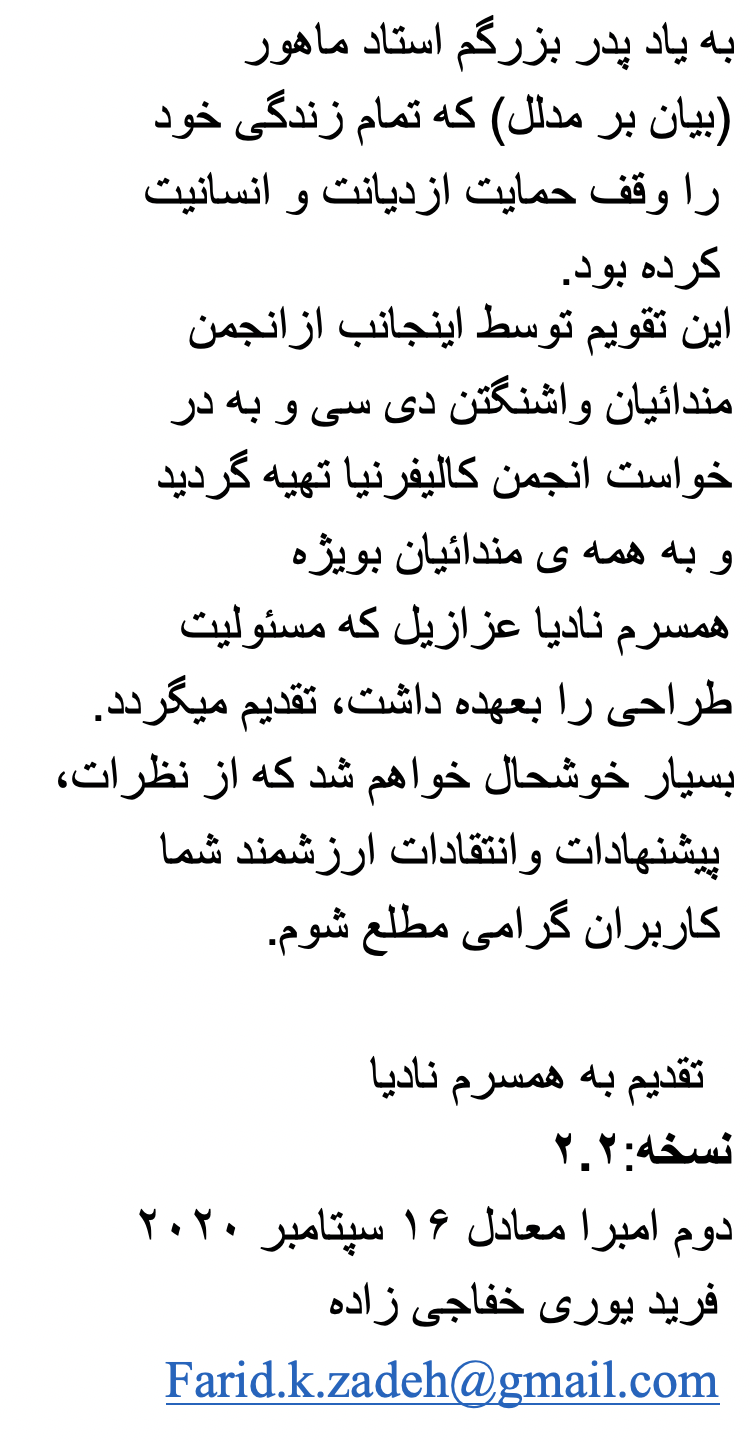 به یاد پدر بزرگم استاد ماهور
(بیان بر مدلل) که تمام زندگی خود
را وقف حمایت ازدیانت و انسانیت
کرده بود.
این تقویم توسط اینجانب ازانجمن
مندائیان واشنگتن دی سی و به در
خواست انجمن کالیفرنیا تهیه گردید
و به همه ی مندائیان بویژه
همسرم نادیا عزازیل که مسئولیت
طراحی را بعهده داشت، تقدیم میگردد.
بسیار خوشحال خواهم شد که از نظرات،
پیشنهادات وانتقادات ارزشمند شما
کاربران گرامی مطلع شوم.
تقدیم به همسرم نادیا
نسخه:۲.۲
دوم امبرا معادل ۱۶ سپتامبر ۲۰۲۰
فرید یوری خفاجی زاده
Farid.k.zadeh@gmail.com